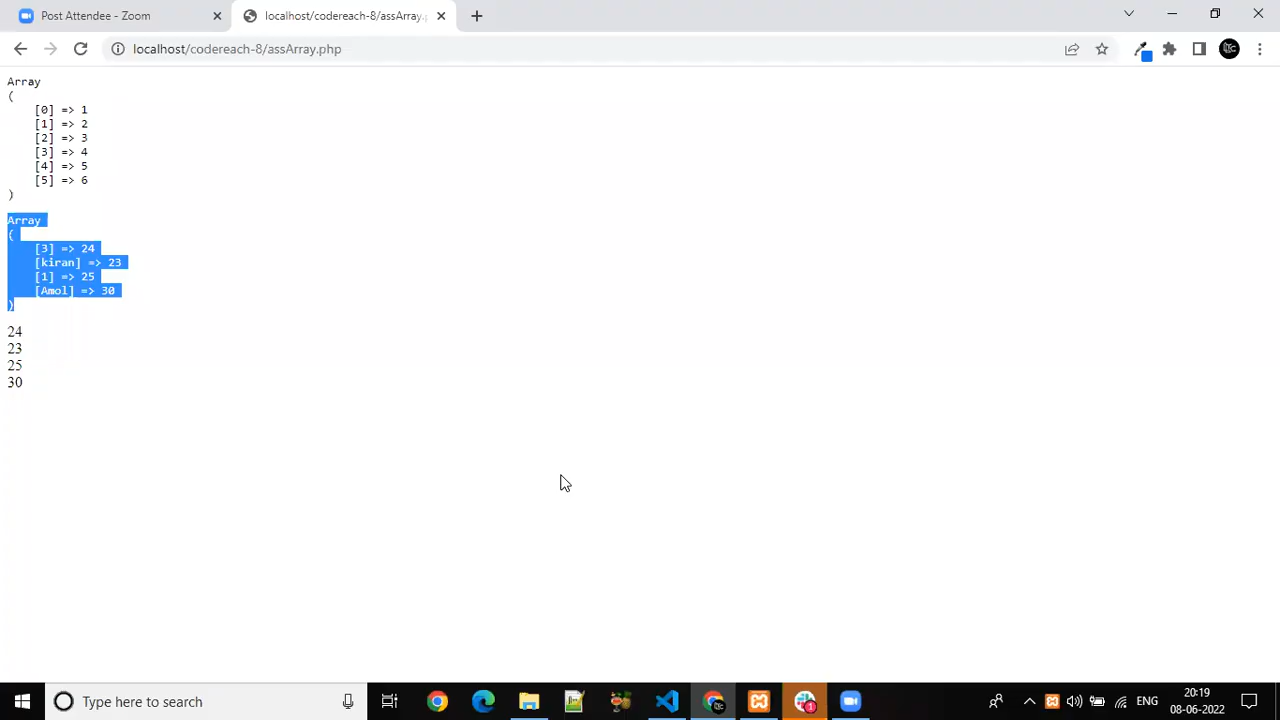 Post Attendee - Zoom
localhost/codereach-8/assArray.p
localhost/codereach-8/assArray.php
Array
(
[0] => 1
[1] => 2
[2] => 3
[3] => 4
[4] => 5
[5] => 6
)
Array
(
[3] => 24
[kiran] => 23
[1] => 25
[Amol] => 30
)
24
23
25
30
Type here to search
1
ENG
20:19
08-06-2022